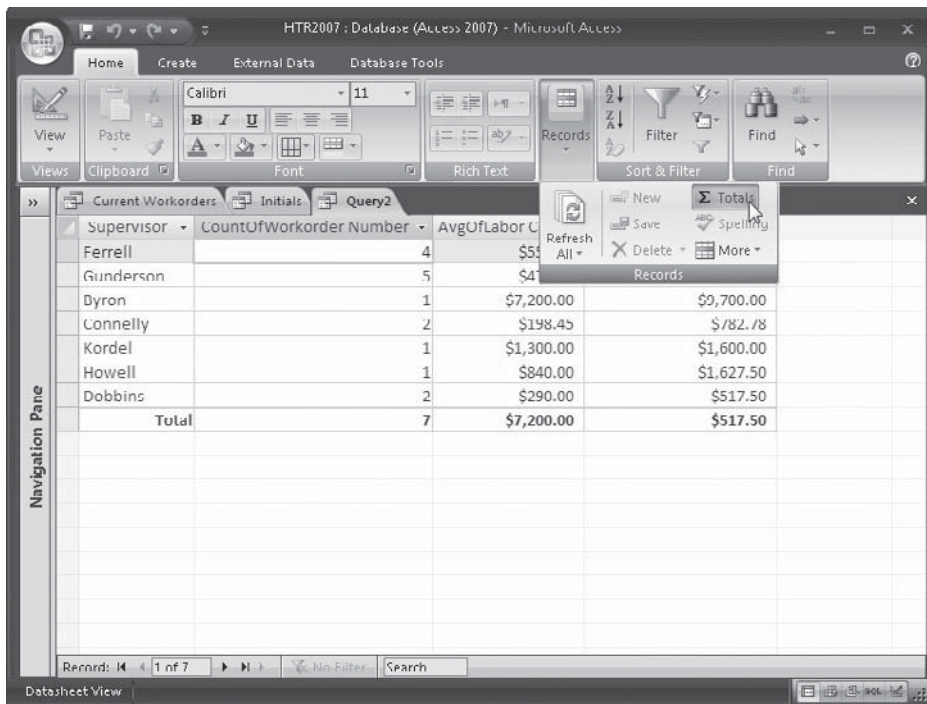 HTR2007 : Database (Access 2007) - Microsoft Access
Home Create External Data Database Tools
Calibri 11
View Paste B I U Records Filter Find
Views Clipboard Font Rich Text Sort & Filter Find
Current Workorders Initials Query2
New Σ Totals
Save Spelling
Refresh All Delete More
Records
Supervisor CountOfWorkorder Number AvgOfLabor C
Ferrell 4 $55
Gunderson 5 $47
Byron 1 $7,200.00 $9,700.00
Connelly 2 $198.45 $782.78
Kordel 1 $1,300.00 $1,600.00
Howell 1 $840.00 $1,627.50
Dobbins 2 $290.00 $517.50
Total 7 $7,200.00 $517.50
Navigation Pane
Record: 1 of 7 No Filter Search
Datasheet View SQL